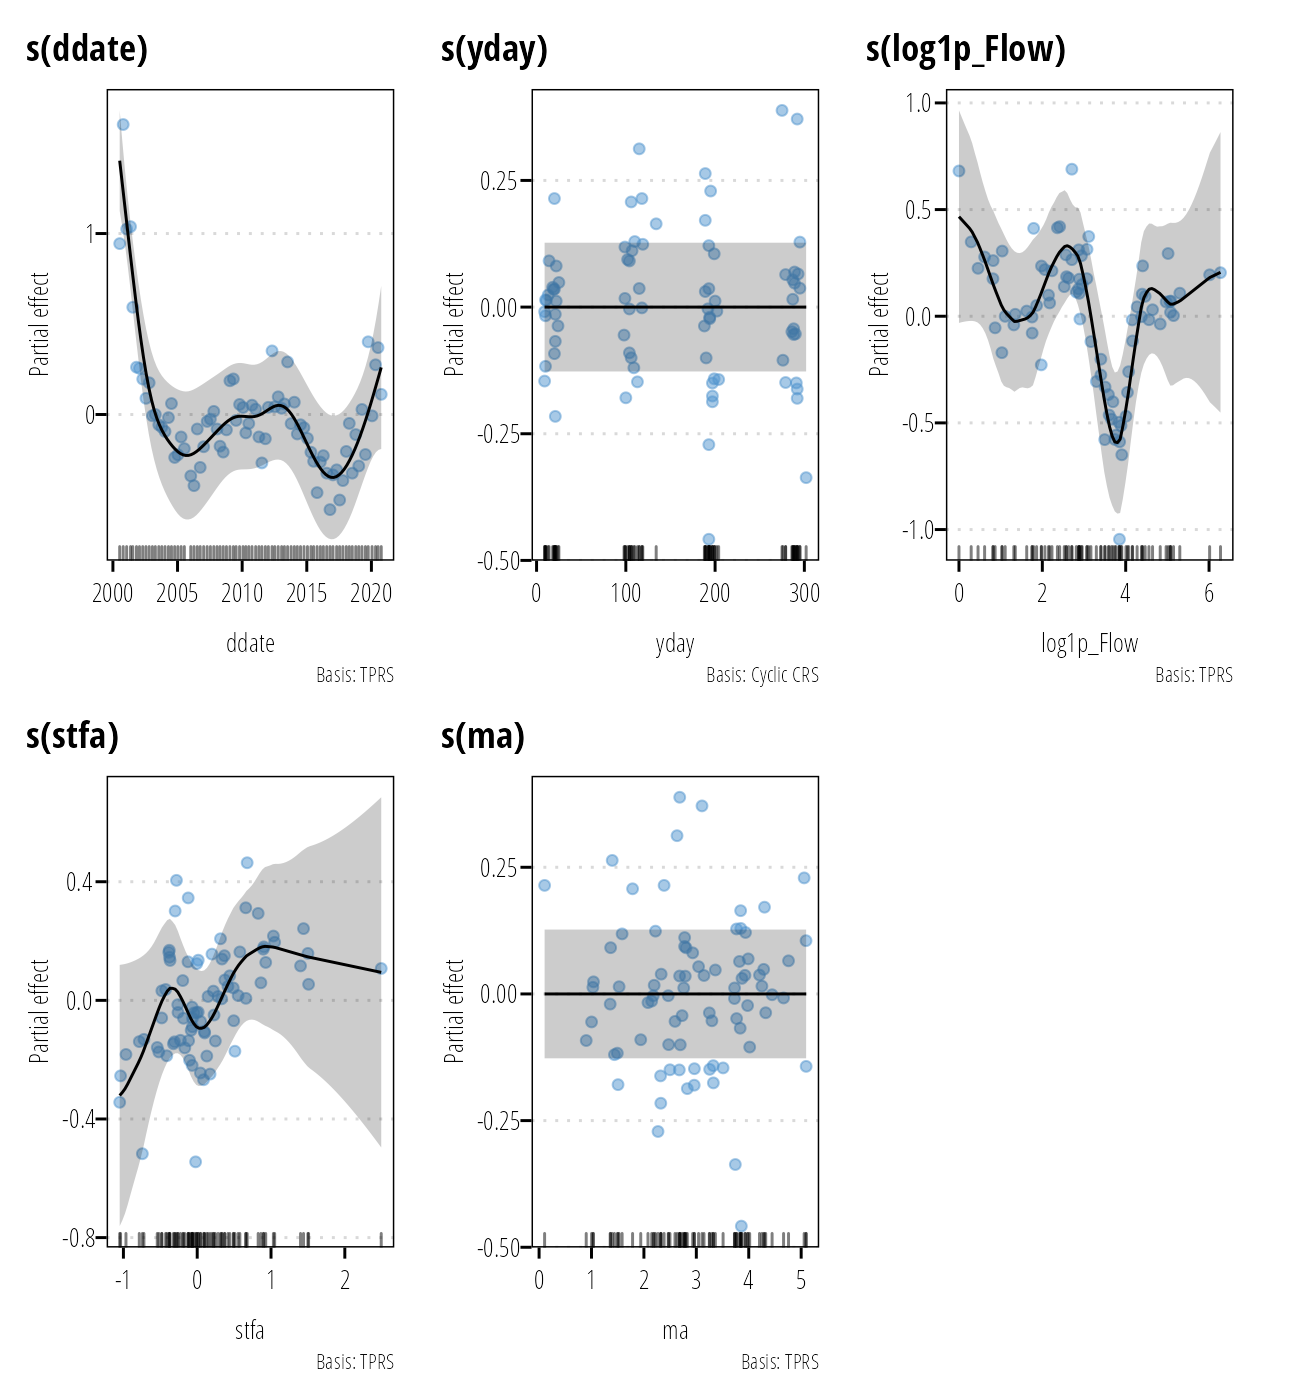 s(ddate)
Partial effect
1
0
2000 2005 2010 2015 2020
ddate
Basis: TPRS
s(yday)
Partial effect
0.25
0.00
-0.25
-0.50
0 100 200 300
yday
Basis: Cyclic CRS
s(log1p_Flow)
Partial effect
1.0
0.5
0.0
-0.5
-1.0
0 2 4 6
log1p_Flow
Basis: TPRS
s(stfa)
Partial effect
0.4
0.0
-0.4
-0.8
-1 0 1 2
stfa
Basis: TPRS
s(ma)
Partial effect
0.25
0.00
-0.25
-0.50
0 1 2 3 4 5
ma
Basis: TPRS